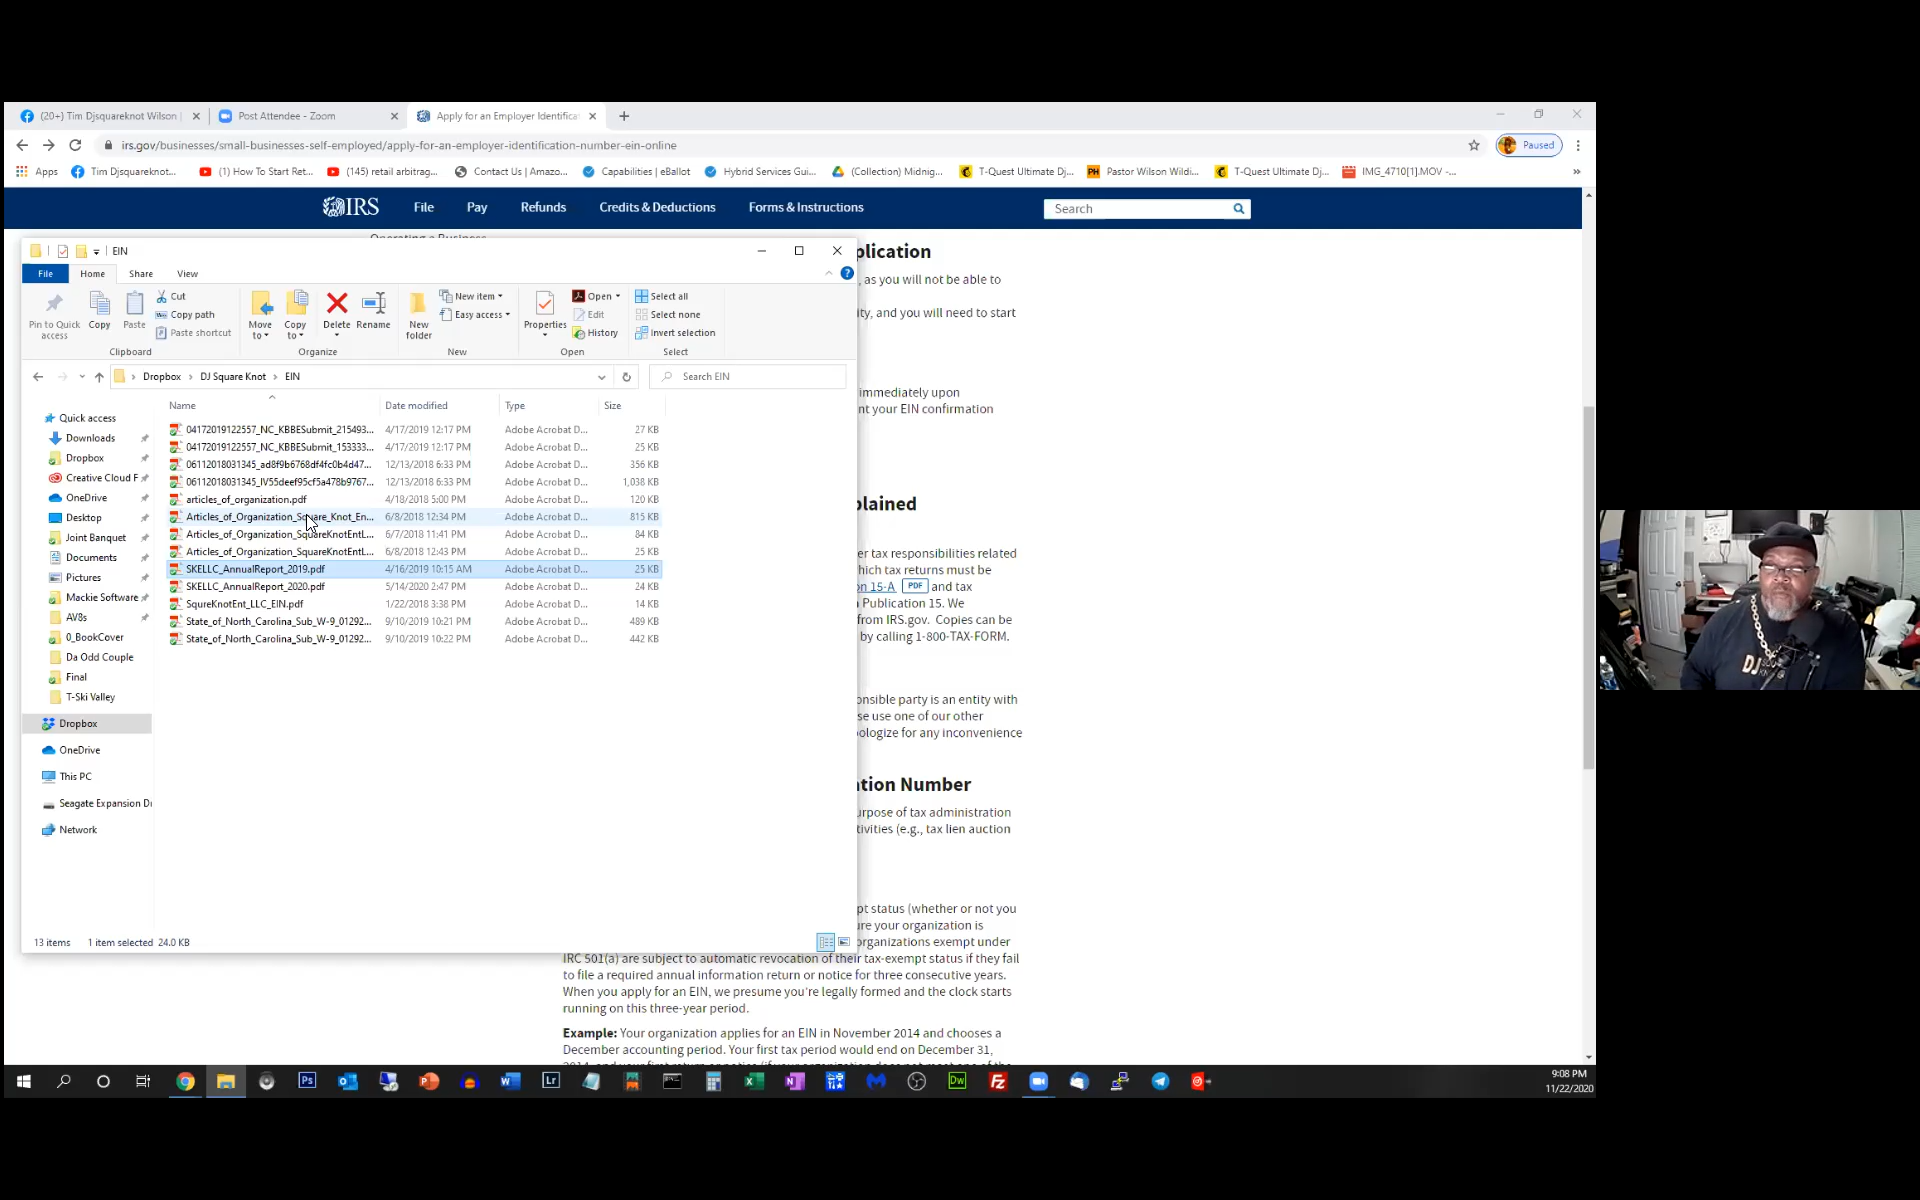 (20+) Tim Djsquareknot Wilson |
Post Attendee - Zoom
Apply for an Employer Identificat
irs.gov/businesses/small-businesses-self-employed/apply-for-an-employer-identification-number-ein-online
Paused
Apps
Tim Djsquareknot...
(1) How To Start Ret...
(145) retail arbitrag...
Contact Us | Amazo...
Capabilities | eBallot
Hybrid Services Gui...
(Collection) Midnig...
T-Quest Ultimate Dj...
PH Pastor Wilson Wildi...
T-Quest Ultimate Dj...
IMG_4710[1].MOV -...
IRS
File
Pay
Refunds
Credits & Deductions
Forms & Instructions
Search
Operating a Business
EIN
File
Home
Share
View
Pin to Quick access
Copy
Paste
Cut
Copy path
Paste shortcut
Clipboard
Move to
Copy to
Delete
Rename
Organize
New folder
New item
Easy access
New
Properties
Open
Edit
History
Open
Select all
Select none
Invert selection
Select
Dropbox > DJ Square Knot > EIN
Search EIN
Quick access
Downloads
Dropbox
Creative Cloud F
OneDrive
Desktop
Joint Banquet
Documents
Pictures
Mackie Software
AV8s
0_BookCover
Da Odd Couple
Final
T-Ski Valley
Dropbox
OneDrive
This PC
Seagate Expansion Dr
Network
Name Date modified Type Size
04172019122557_NC_KBBESubmit_215493... 4/17/2019 12:17 PM Adobe Acrobat D... 27 KB
04172019122557_NC_KBBESubmit_153333... 4/17/2019 12:17 PM Adobe Acrobat D... 25 KB
06112018031345_ad8f9b6768df4fc0b4d47... 12/13/2018 6:33 PM Adobe Acrobat D... 356 KB
06112018031345_IV55deef95cf5a478b9767... 12/13/2018 6:33 PM Adobe Acrobat D... 1,038 KB
articles_of_organization.pdf 4/18/2018 5:00 PM Adobe Acrobat D... 120 KB
Articles_of_Organization_Square_Knot_En... 6/8/2018 12:34 PM Adobe Acrobat D... 815 KB
Articles_of_Organization_SquareKnotEntL... 6/7/2018 11:41 PM Adobe Acrobat D... 84 KB
Articles_of_Organization_SquareKnotEntL... 6/8/2018 12:43 PM Adobe Acrobat D... 25 KB
SKELLC_AnnualReport_2019.pdf 4/16/2019 10:15 AM Adobe Acrobat D... 25 KB
SKELLC_AnnualReport_2020.pdf 5/14/2020 2:47 PM Adobe Acrobat D... 24 KB
SqureKnotEnt_LLC_EIN.pdf 1/22/2018 3:38 PM Adobe Acrobat D... 14 KB
State_of_North_Carolina_Sub_W-9_01292... 9/10/2019 10:21 PM Adobe Acrobat D... 489 KB
State_of_North_Carolina_Sub_W-9_01292... 9/10/2019 10:22 PM Adobe Acrobat D... 442 KB
13 items 1 item selected 24.0 KB
plication
, as you will not be able to
ity, and you will need to start
immediately upon
nt your EIN confirmation
plained
er tax responsibilities related
hich tax returns must be
on 15-A PDF and tax
Publication 15. We
from IRS.gov. Copies can be
by calling 1-800-TAX-FORM.
onsible party is an entity with
se use one of our other
ologize for any inconvenience
tion Number
urpose of tax administration
tivities (e.g., tax lien auction
pt status (whether or not you
re your organization is
organizations exempt under
IRC 501(a) are subject to automatic revocation of their tax-exempt status if they fail
to file a required annual information return or notice for three consecutive years.
When you apply for an EIN, we presume you're legally formed and the clock starts
running on this three-year period.
Example: Your organization applies for an EIN in November 2014 and chooses a
December accounting period. Your first tax period would end on December 31,
9:08 PM
11/22/2020
DJ